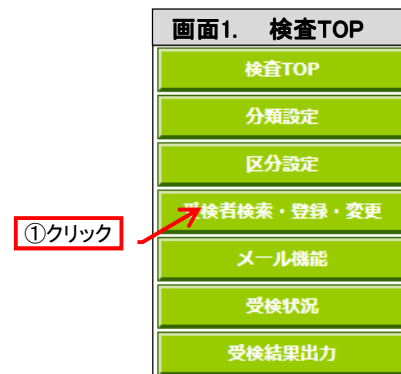 画面1. 検査TOP
検査TOP
分類設定
区分設定
受検者検索・登録・変更
①クリック
メール機能
受検状況
受検結果出力